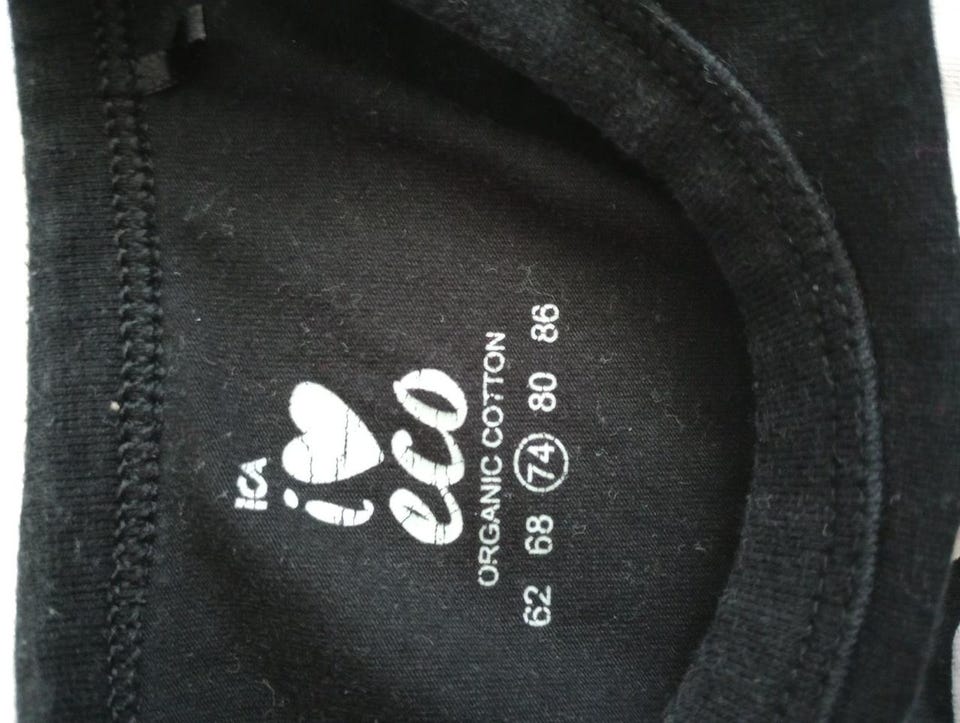 ICA
i ♥
eco
ORGANIC COTTON
62 68 74 80 86